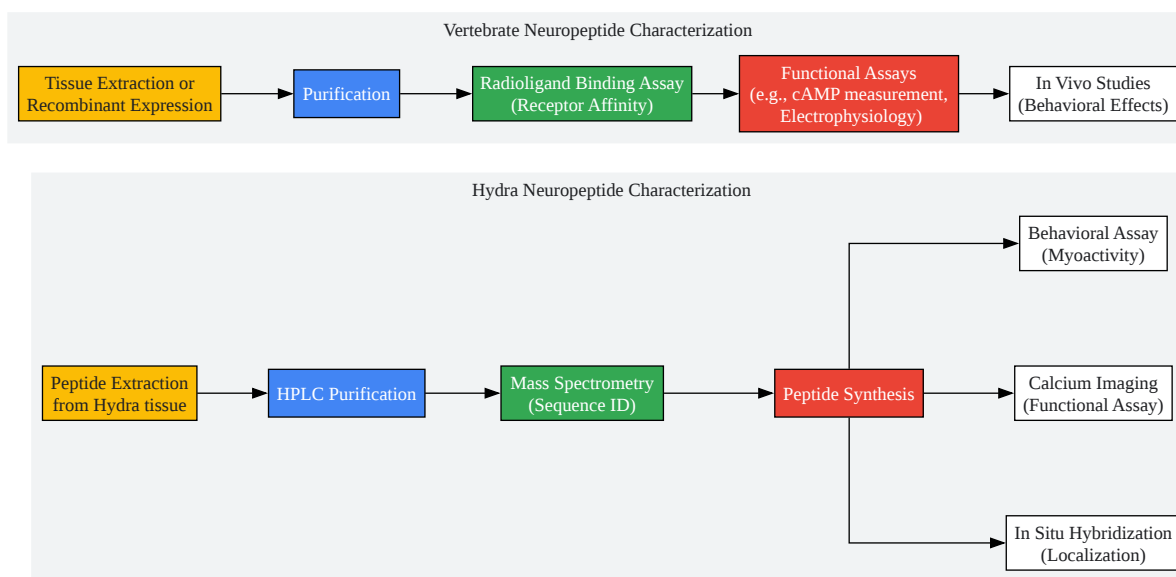 Vertebrate Neuropeptide Characterization
Tissue Extraction or
Recombinant Expression
Purification
Radioligand Binding Assay
(Receptor Affinity)
Functional Assays
(e.g., cAMP measurement,
Electrophysiology)
In Vivo Studies
(Behavioral Effects)
Hydra Neuropeptide Characterization
Peptide Extraction
from Hydra tissue
HPLC Purification
Mass Spectrometry
(Sequence ID)
Peptide Synthesis
Behavioral Assay
(Myoactivity)
Calcium Imaging
(Functional Assay)
In Situ Hybridization
(Localization)